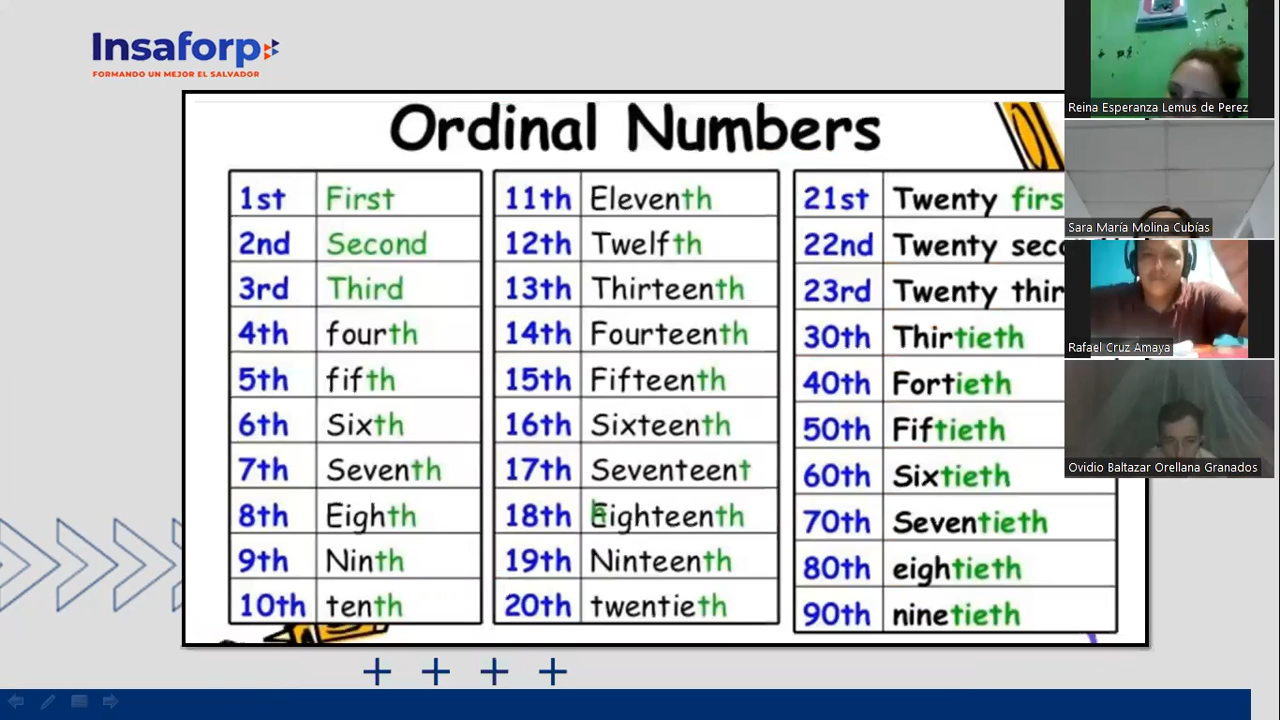 Insaforp
FORMANDO UN MEJOR EL SALVADOR
Ordinal Numbers
1st First
2nd Second
3rd Third
4th fourth
5th fifth
6th Sixth
7th Seventh
8th Eighth
9th Ninth
10th tenth
11th Eleventh
12th Twelfth
13th Thirteenth
14th Fourteenth
15th Fifteenth
16th Sixteenth
17th Seventeent
h
18th Eighteenth
19th Ninteenth
20th twentieth
21st Twenty firs
22nd Twenty seco
23rd Twenty thir
30th Thirtieth
40th Fortieth
50th Fiftieth
60th Sixtieth
70th Seventieth
80th eightieth
90th ninetieth
Reina Esperanza Lemus de Perez
Sara María Molina Cubías
Rafael Cruz Amaya
Ovidio Baltazar Orellana Granados